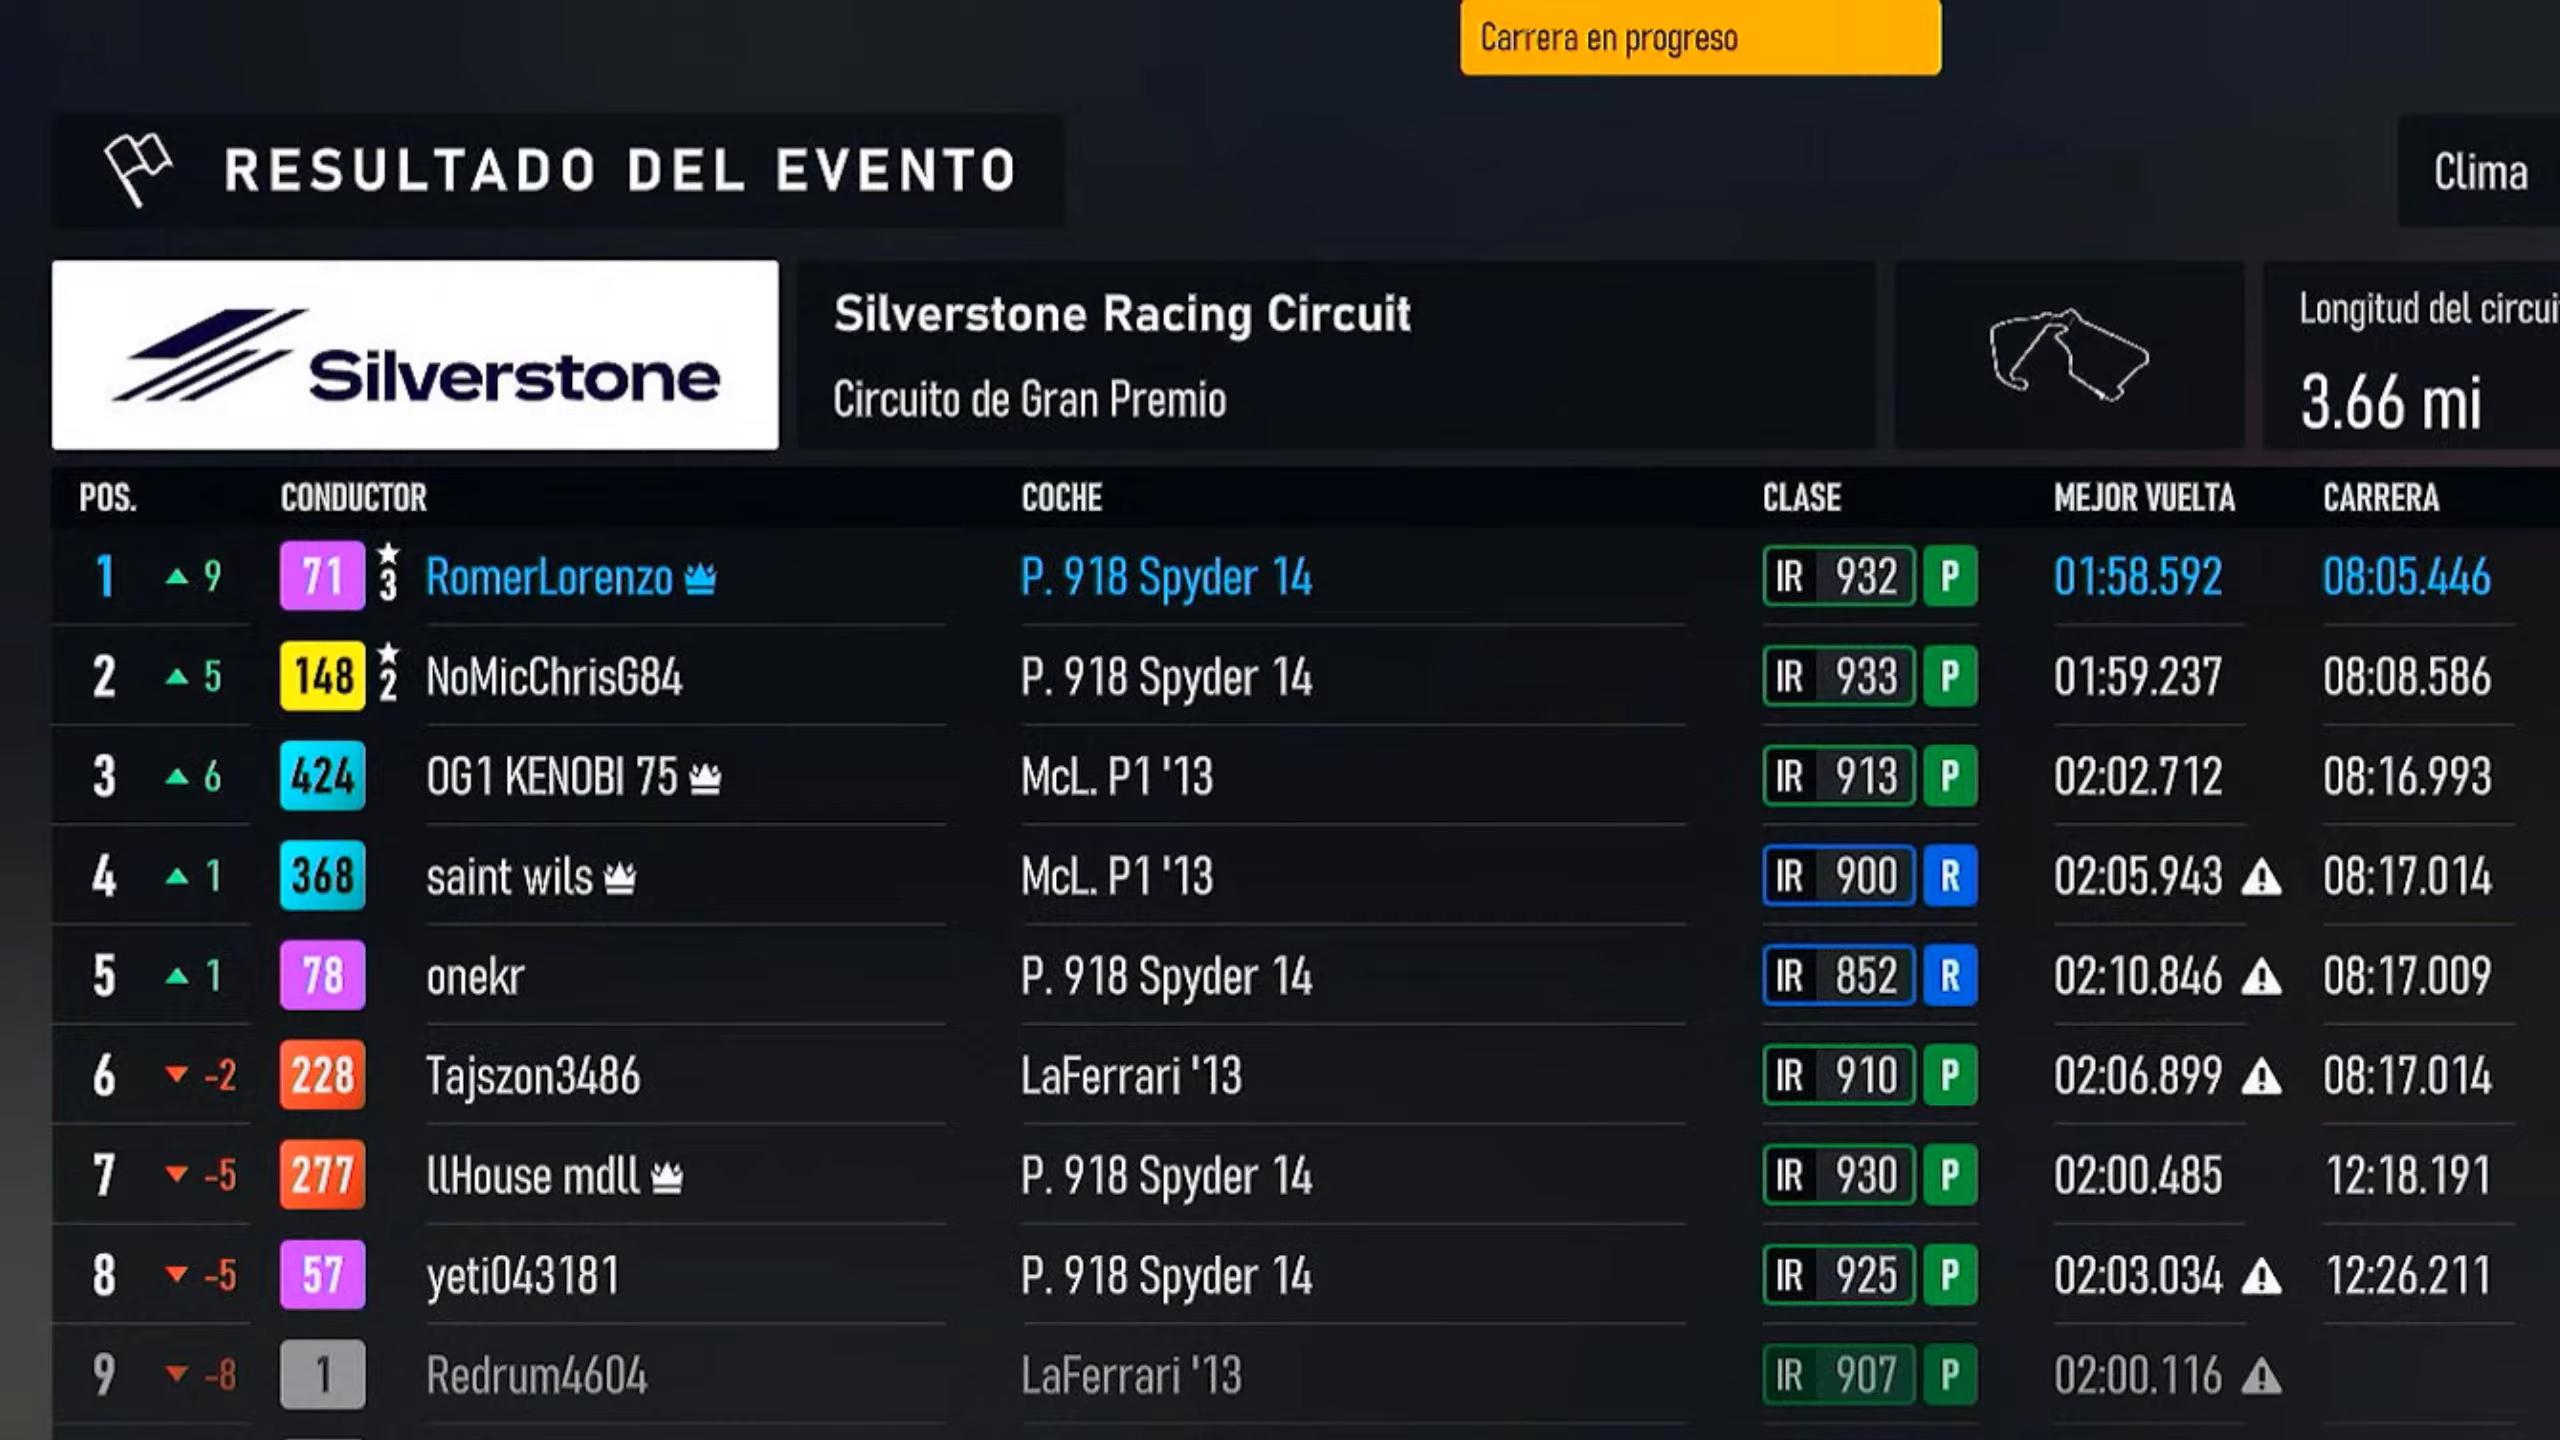 Carrera en progreso
RESULTADO DEL EVENTO
Clima
Silverstone
Silverstone Racing Circuit
Circuito de Gran Premio
Longitud del circui
3.66 mi
POS. CONDUCTOR COCHE CLASE MEJOR VUELTA CARRERA
1 9 71 3 RomerLorenzo P. 918 Spyder 14 IR 932 P 01:58.592 08:05.446
2 5 148 2 NoMicChrisG84 P. 918 Spyder 14 IR 933 P 01:59.237 08:08.586
3 6 424 OG1 KENOBI 75 McL. P1 '13 IR 913 P 02:02.712 08:16.993
4 1 368 saint wils McL. P1 '13 IR 900 R 02:05.943 08:17.014
5 1 78 onekr P. 918 Spyder 14 IR 852 R 02:10.846 08:17.009
6 -2 228 Tajszon3486 LaFerrari '13 IR 910 P 02:06.899 08:17.014
7 -5 277 llHouse mdll P. 918 Spyder 14 IR 930 P 02:00.485 12:18.191
8 -5 57 yeti043181 P. 918 Spyder 14 IR 925 P 02:03.034 12:26.211
9 -8 1 Redrum4604 LaFerrari '13 IR 907 P 02:00.116